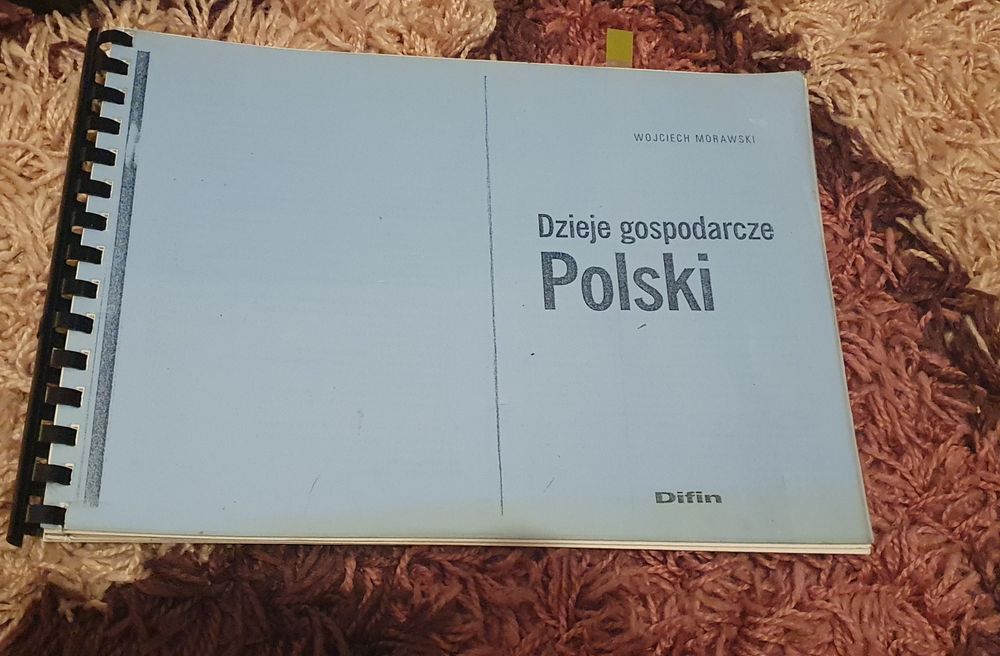 WOJCIECH MORAWSKI
Dzieje gospodarcze
Polski
Difin